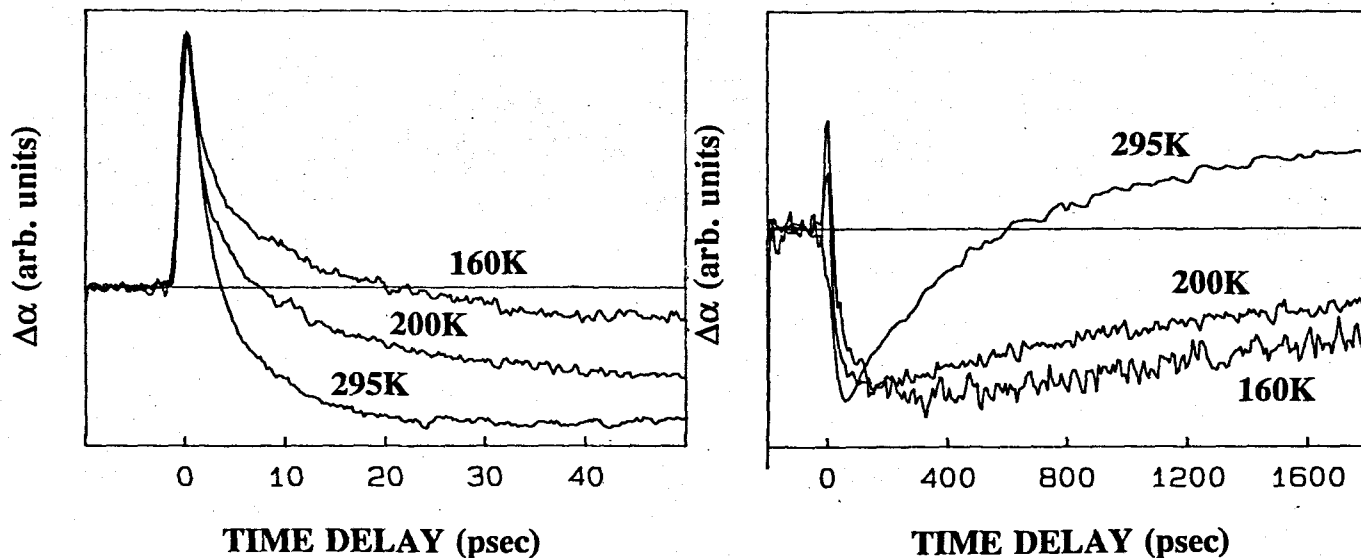 Δα (arb. units)
160K
200K
295K
0 10 20 30 40
TIME DELAY (psec)
Δα (arb. units)
295K
200K
160K
0 400 800 1200 1600
TIME DELAY (psec)